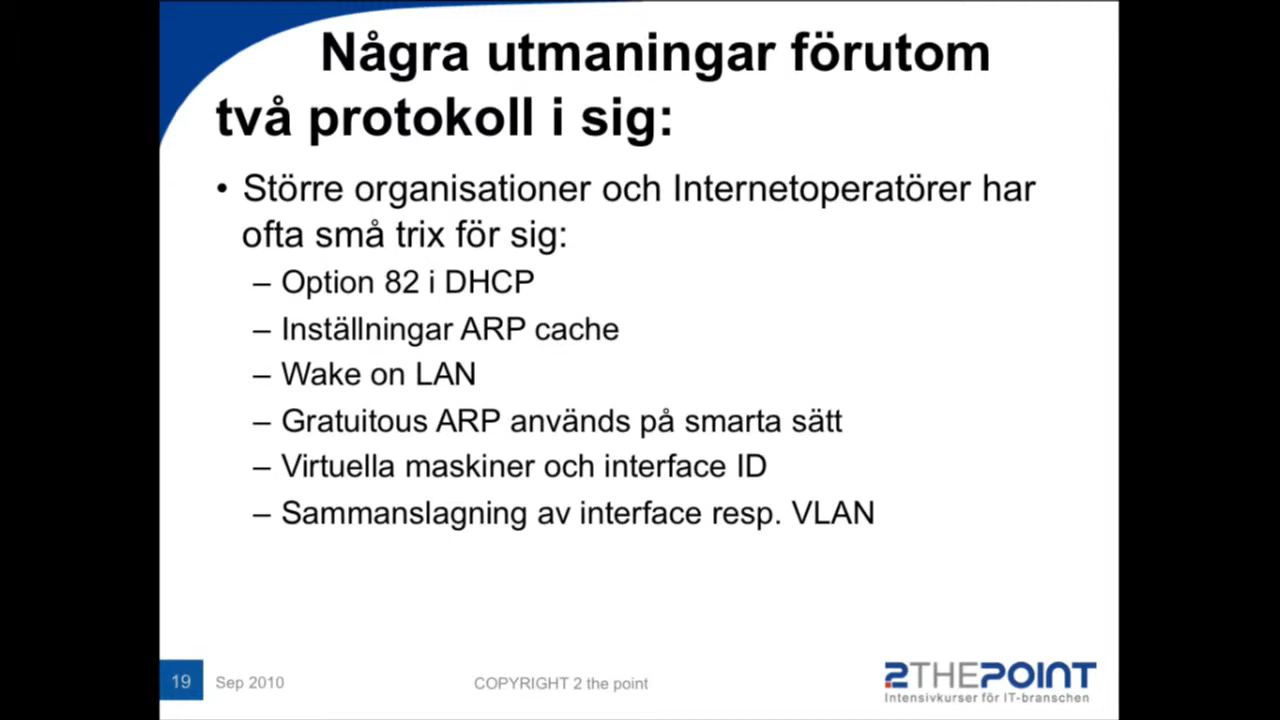 Några utmaningar förutom
två protokoll i sig:
• Större organisationer och Internetoperatörer har
ofta små trix för sig:
– Option 82 i DHCP
– Inställningar ARP cache
– Wake on LAN
– Gratuitous ARP används på smarta sätt
– Virtuella maskiner och interface ID
– Sammanslagning av interface resp. VLAN
19 Sep 2010 COPYRIGHT 2 the point
2THEPOINT
Intensivkurser för IT-branschen